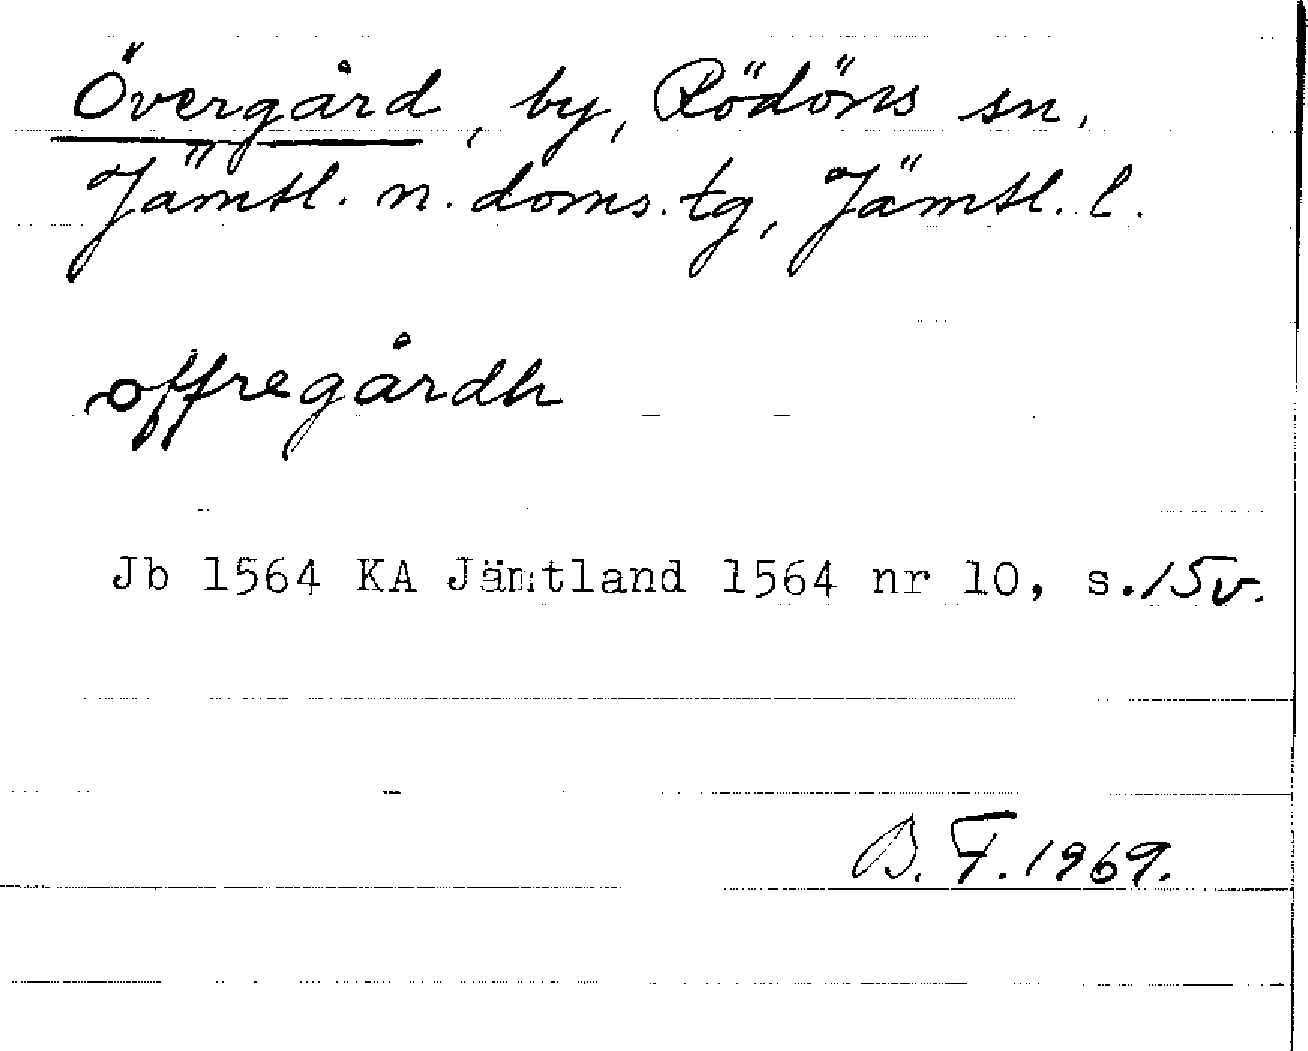 Övergård, by, Rödöns sn.
Jämtl. n. doms. tg, Jämtl. l.
offregårdh
Jb 1564 KA Jämtland 1564 nr 10, s. 15v.
B. F. 1969.